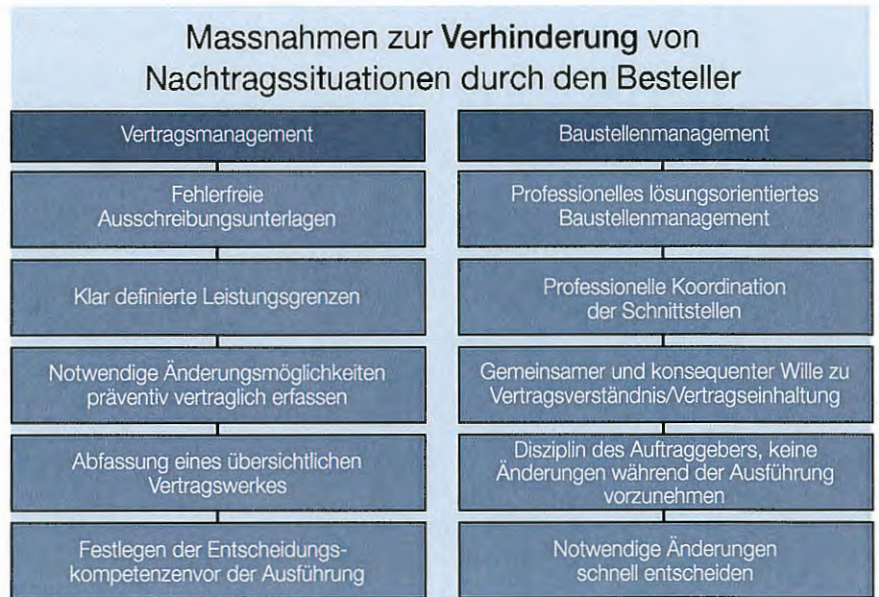 Massnahmen zur Verhinderung von
Nachtragssituationen durch den Besteller
Vertragsmanagement
Fehlerfreie
Ausschreibungsunterlagen
Klar definierte Leistungsgrenzen
Notwendige Änderungsmöglichkeiten
präventiv vertraglich erfassen
Abfassung eines übersichtlichen
Vertragswerkes
Festlegen der Entscheidungs-
kompetenzenvor der Ausführung
Baustellenmanagement
Professionelles lösungsorientiertes
Baustellenmanagement
Professionelle Koordination
der Schnittstellen
Gemeinsamer und konsequenter Wille zu
Vertragsverständnis/Vertragseinhaltung
Disziplin des Auftraggebers, keine
Änderungen während der Ausführung
vorzunehmen
Notwendige Änderungen
schnell entscheiden